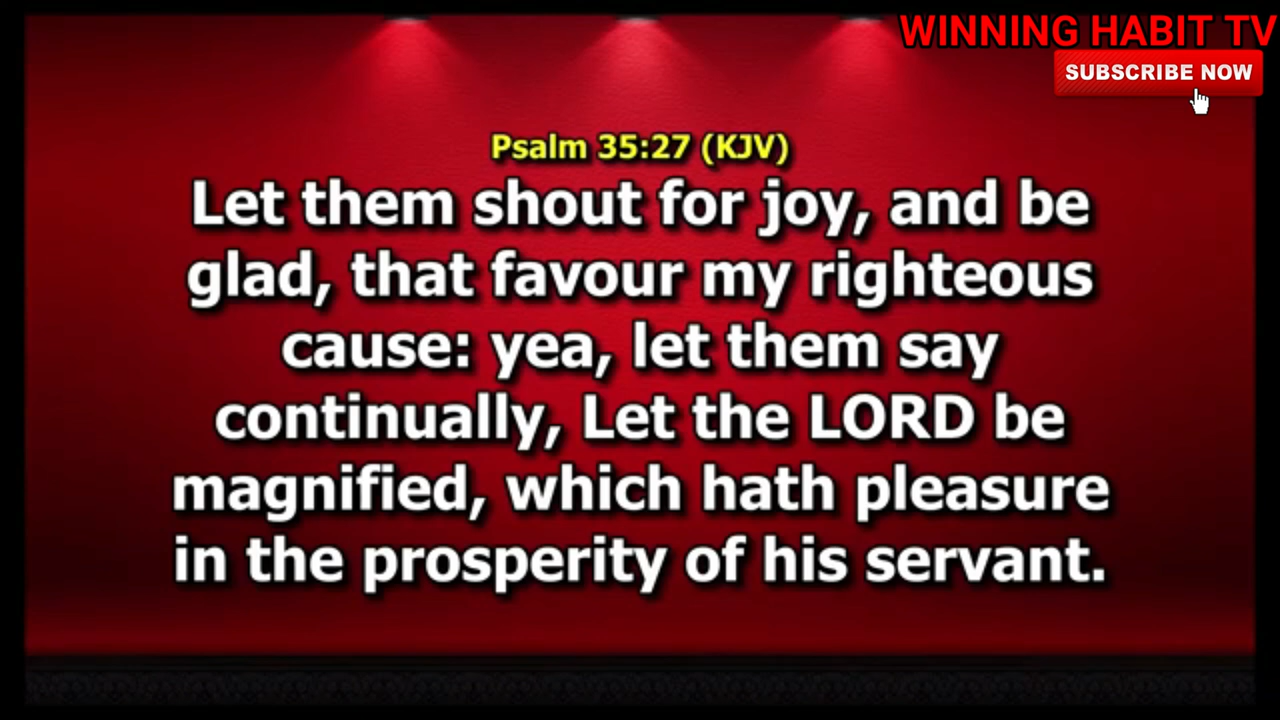 WINNING HABIT TV
SUBSCRIBE NOW
Psalm 35:27 (KJV)
Let them shout for joy, and be
glad, that favour my righteous
cause: yea, let them say
continually, Let the LORD be
magnified, which hath pleasure
in the prosperity of his servant.